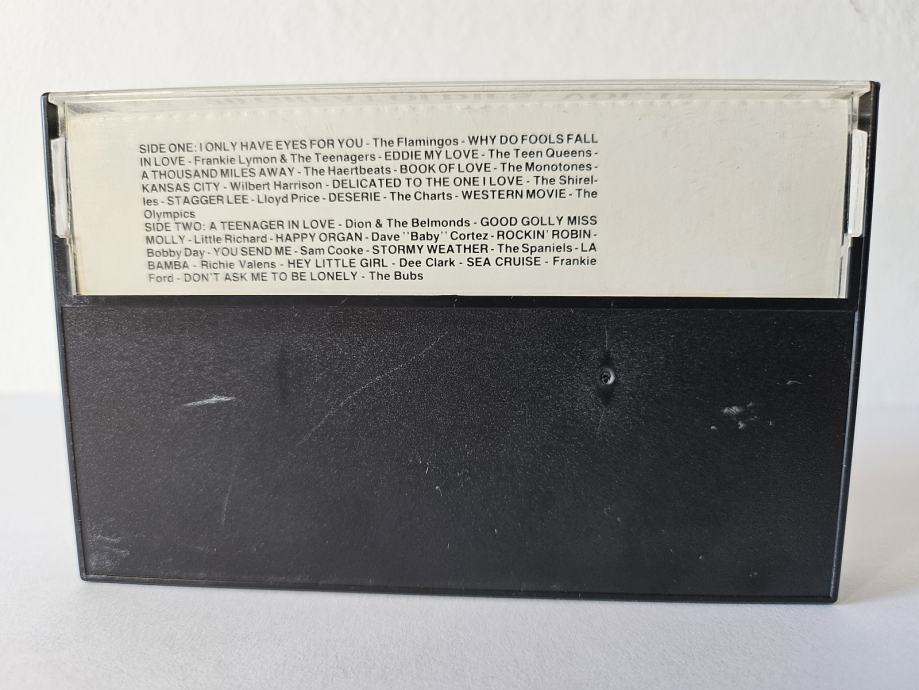 SIDE ONE: I ONLY HAVE EYES FOR YOU - The Flamingos - WHY DO FOOLS FALL
IN LOVE - Frankie Lymon & The Teenagers - EDDIE MY LOVE - The Teen Queens -
A THOUSAND MILES AWAY - The Haertbeats - BOOK OF LOVE - The Monotones -
KANSAS CITY - Wilbert Harrison - DELICATED TO THE ONE I LOVE - The Shirel-
les - STAGGER LEE - Lloyd Price - DESERIE - The Charts - WESTERN MOVIE - The
Olympics
SIDE TWO: A TEENAGER IN LOVE - Dion & The Belmonds - GOOD GOLLY MISS
MOLLY - Little Richard - HAPPY ORGAN - Dave "Baby" Cortez - ROCKIN' ROBIN -
Bobby Day - YOU SEND ME - Sam Cooke - STORMY WEATHER - The Spaniels - LA
BAMBA - Richie Valens - HEY LITTLE GIRL - Dee Clark - SEA CRUISE - Frankie
Ford - DON'T ASK ME TO BE LONELY - The Bubs